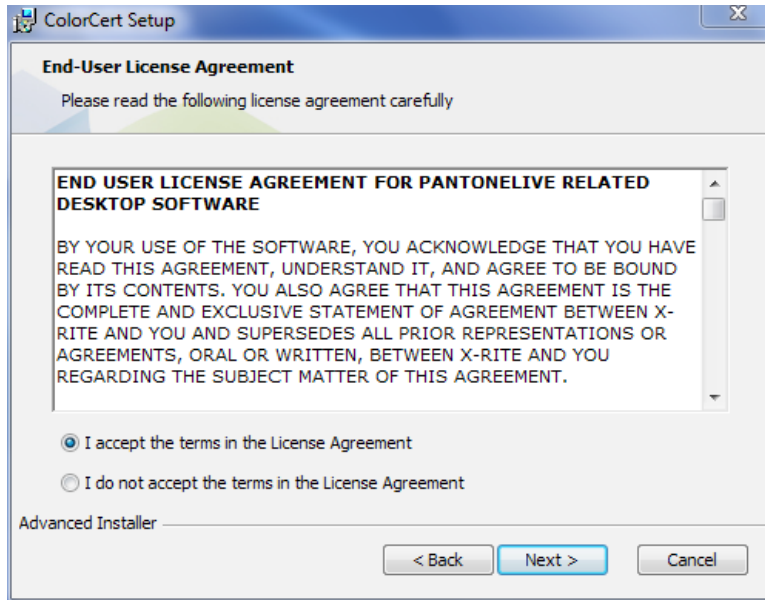 ColorCert Setup
End-User License Agreement
Please read the following license agreement carefully
END USER LICENSE AGREEMENT FOR PANTONELIVE RELATED
DESKTOP SOFTWARE
BY YOUR USE OF THE SOFTWARE, YOU ACKNOWLEDGE THAT YOU HAVE
READ THIS AGREEMENT, UNDERSTAND IT, AND AGREE TO BE BOUND
BY ITS CONTENTS. YOU ALSO AGREE THAT THIS AGREEMENT IS THE
COMPLETE AND EXCLUSIVE STATEMENT OF AGREEMENT BETWEEN X-
RITE AND YOU AND SUPERSEDES ALL PRIOR REPRESENTATIONS OR
AGREEMENTS, ORAL OR WRITTEN, BETWEEN X-RITE AND YOU
REGARDING THE SUBJECT MATTER OF THIS AGREEMENT.
I accept the terms in the License Agreement
I do not accept the terms in the License Agreement
Advanced Installer
< Back Next > Cancel